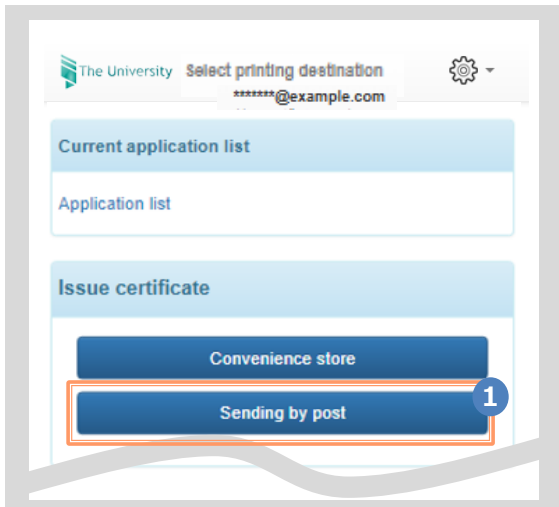 The University Select printing destination
*******@example.com
Current application list
Application list
Issue certificate
Convenience store
Sending by post
1